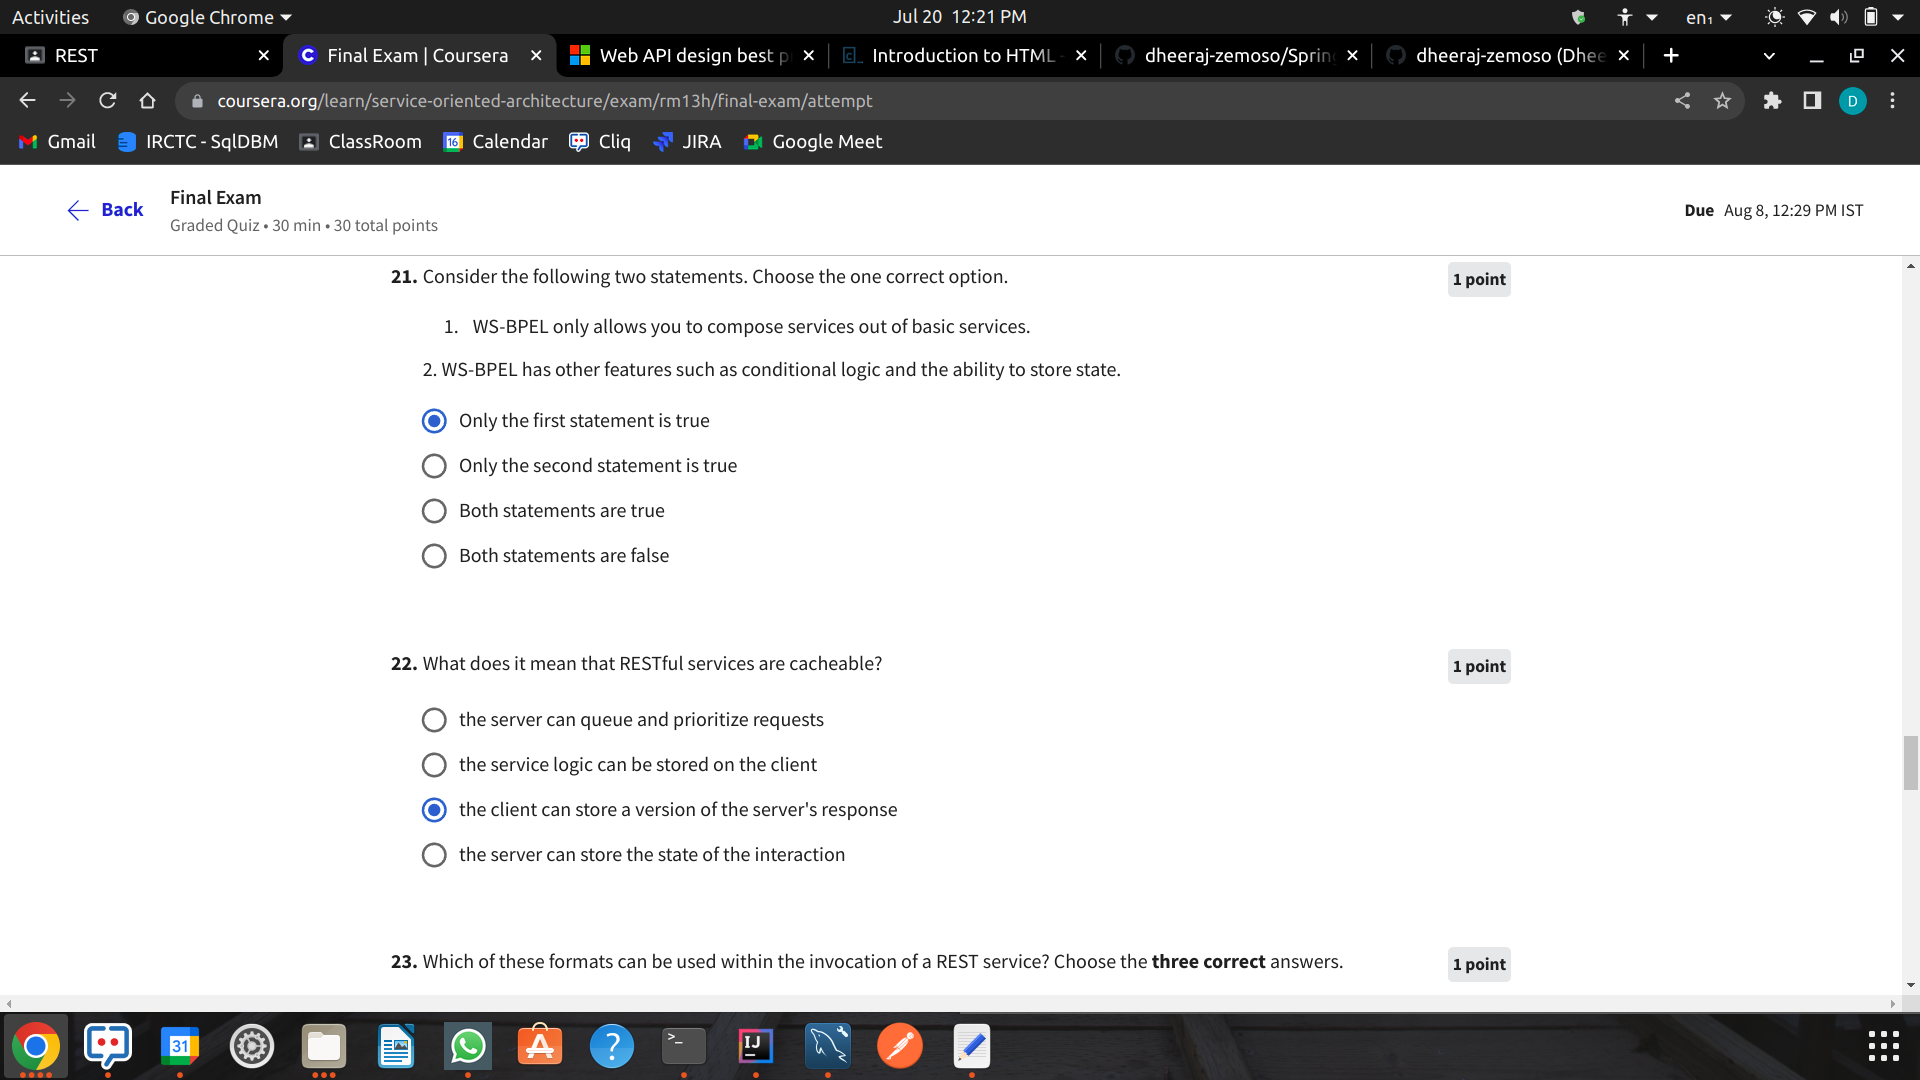 Activities
Google Chrome
Jul 20 12:21 PM
en₁
REST
Final Exam | Coursera
Web API design best p
Introduction to HTML
dheeraj-zemoso/Spring
dheeraj-zemoso (Dhee
coursera.org/learn/service-oriented-architecture/exam/rm13h/final-exam/attempt
D
Gmail
IRCTC - SqlDBM
ClassRoom
16
Calendar
Cliq
JIRA
Google Meet
Back
Final Exam
Graded Quiz • 30 min • 30 total points
Due Aug 8, 12:29 PM IST
21. Consider the following two statements. Choose the one correct option.
1 point
1. WS-BPEL only allows you to compose services out of basic services.
2. WS-BPEL has other features such as conditional logic and the ability to store state.
Only the first statement is true
Only the second statement is true
Both statements are true
Both statements are false
22. What does it mean that RESTful services are cacheable?
1 point
the server can queue and prioritize requests
the service logic can be stored on the client
the client can store a version of the server's response
the server can store the state of the interaction
23. Which of these formats can be used within the invocation of a REST service? Choose the three correct answers.
1 point
31
?
>_
IJ